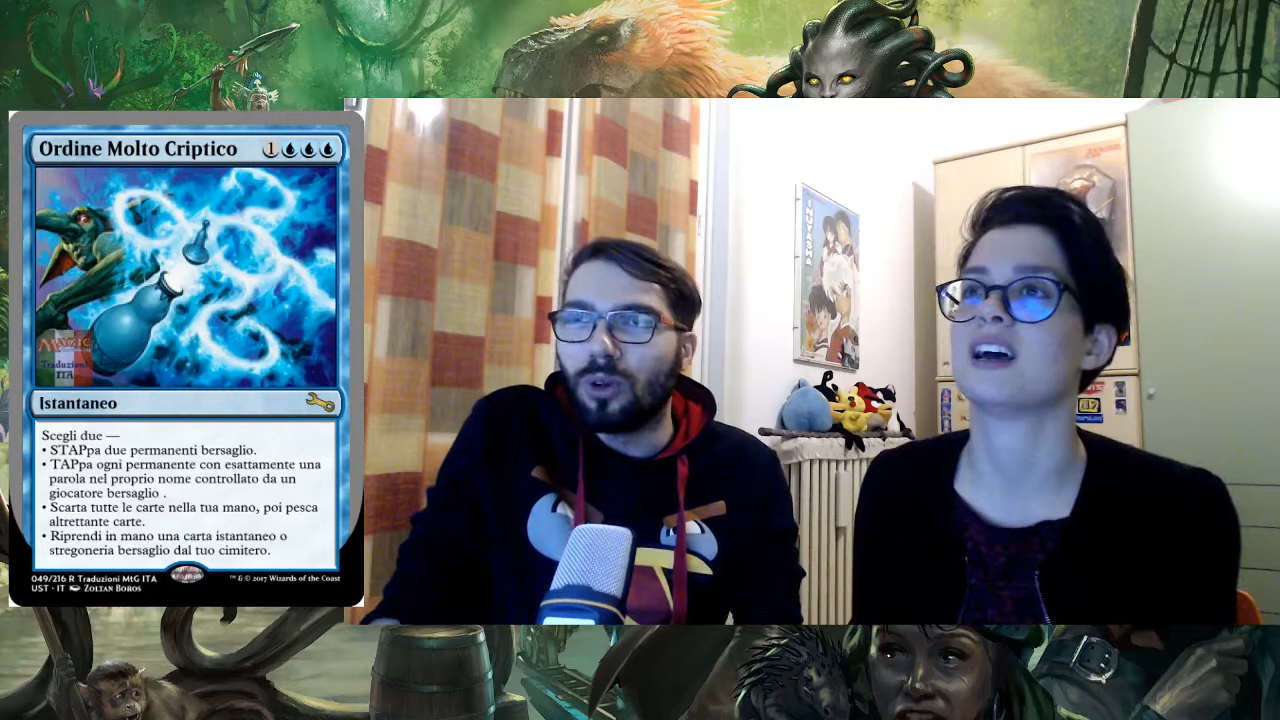 Ordine Molto Criptico 1
MAGIC
Traduzioni
ITA
Istantaneo
Scegli due —
• STAPpa due permanenti bersaglio.
• TAPpa ogni permanente con esattamente una
parola nel proprio nome controllato da un
giocatore bersaglio .
• Scarta tutte le carte nella tua mano, poi pesca
altrettante carte.
• Riprendi in mano una carta istantaneo o
stregoneria bersaglio dal tuo cimitero.
049/216 R Traduzioni MtG ITA
UST • IT Zoltan Boros
™ & © 2017 Wizards of the Coast
INUYASHA